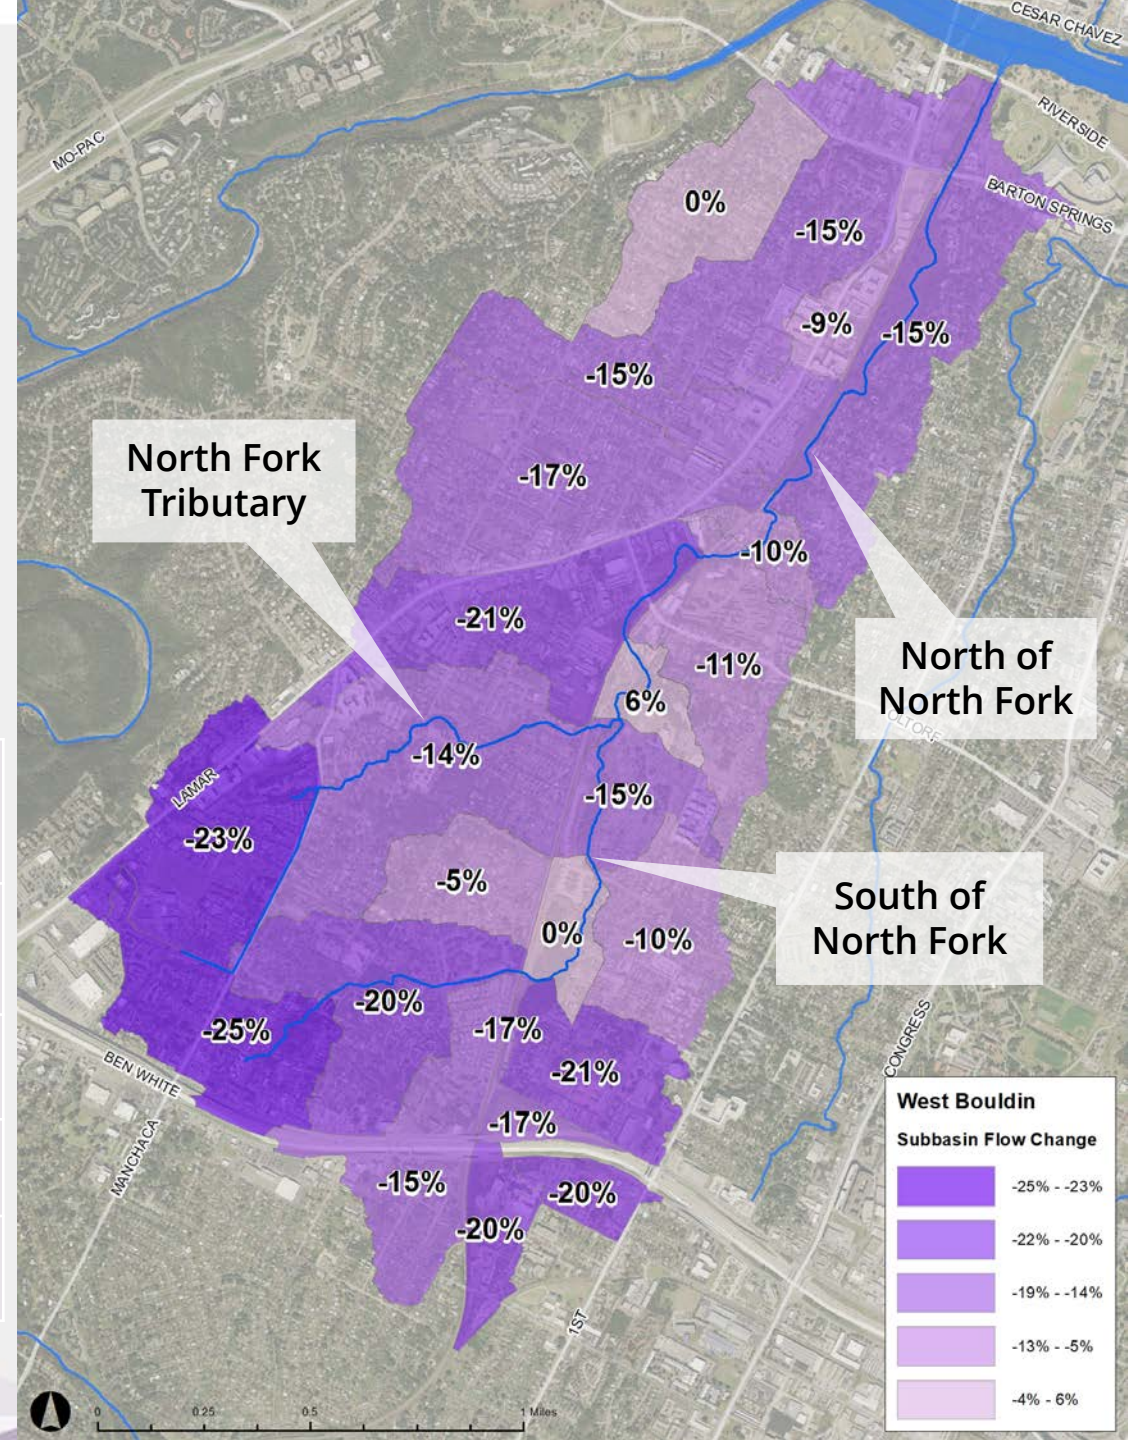 CESAR CHAVEZ
MO-PAC
RIVERSIDE
BARTON SPRINGS
0%
-15%
-9%
-15%
-15%
-17%
North Fork
Tributary
-10%
-21%
-11%
North of
North Fork
6%
OLTORF
-14%
LAMAR
-15%
-23%
-5%
South of
North Fork
0%
-10%
-20%
-17%
-25%
CONGRESS
BEN WHITE
-21%
MANCHACA
-17%
-15%
-20%
-20%
1ST
West Bouldin
Subbasin Flow Change
-25% - -23%
-22% - -20%
-19% - -14%
-13% - -5%
-4% - 6%
0 0.25 0.5 1 Miles